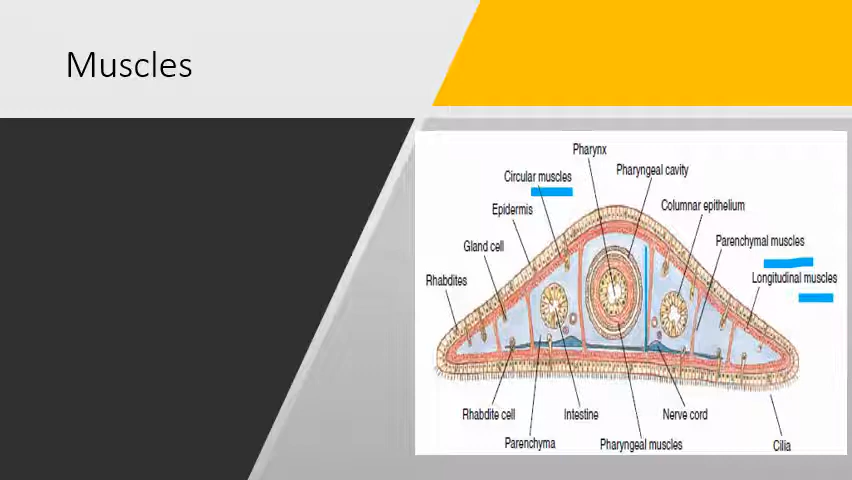 Muscles
Pharynx
Pharyngeal cavity
Circular muscles
Columnar epithelium
Epidermis
Parenchymal muscles
Gland cell
Longitudinal muscles
Rhabdites
Rhabdite cell
Intestine
Nerve cord
Parenchyma
Pharyngeal muscles
Cilia